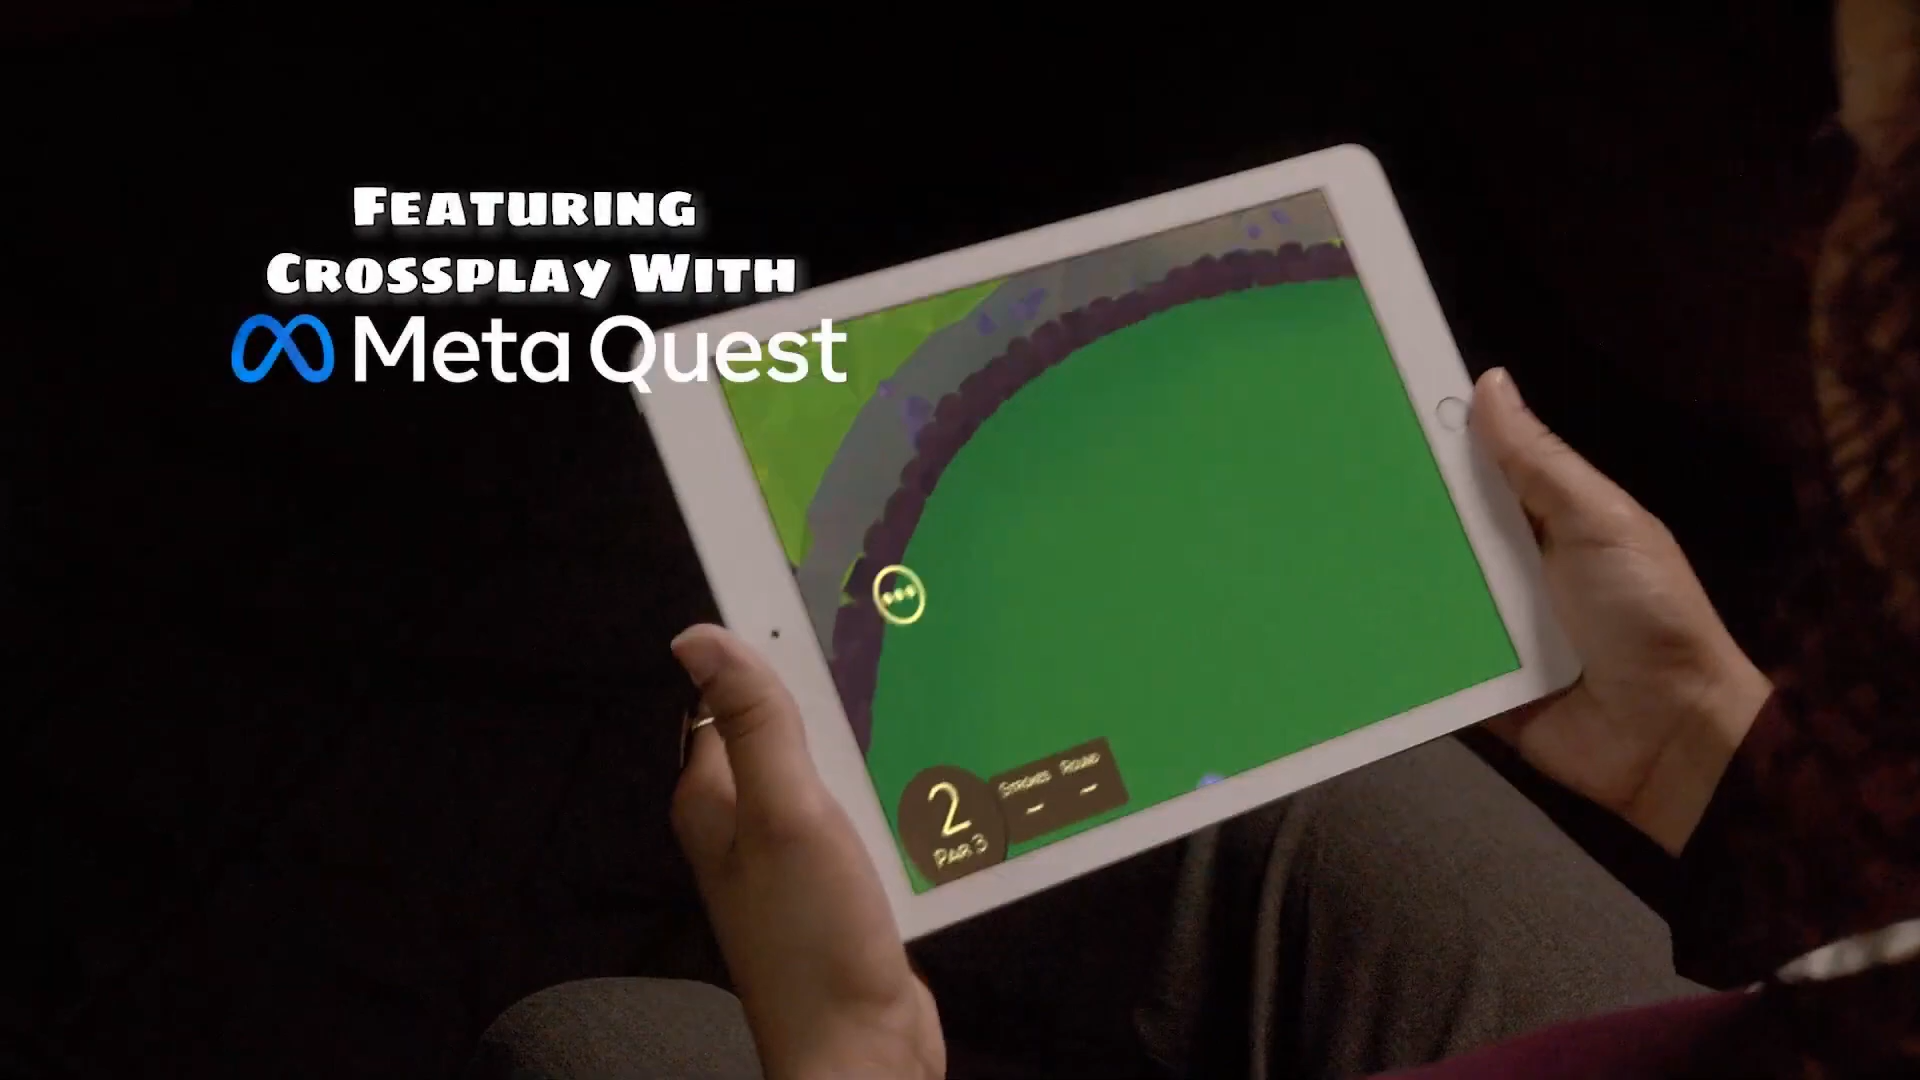 Featuring
Crossplay With
Meta Quest
2
Par 3
Strokes Round
– –